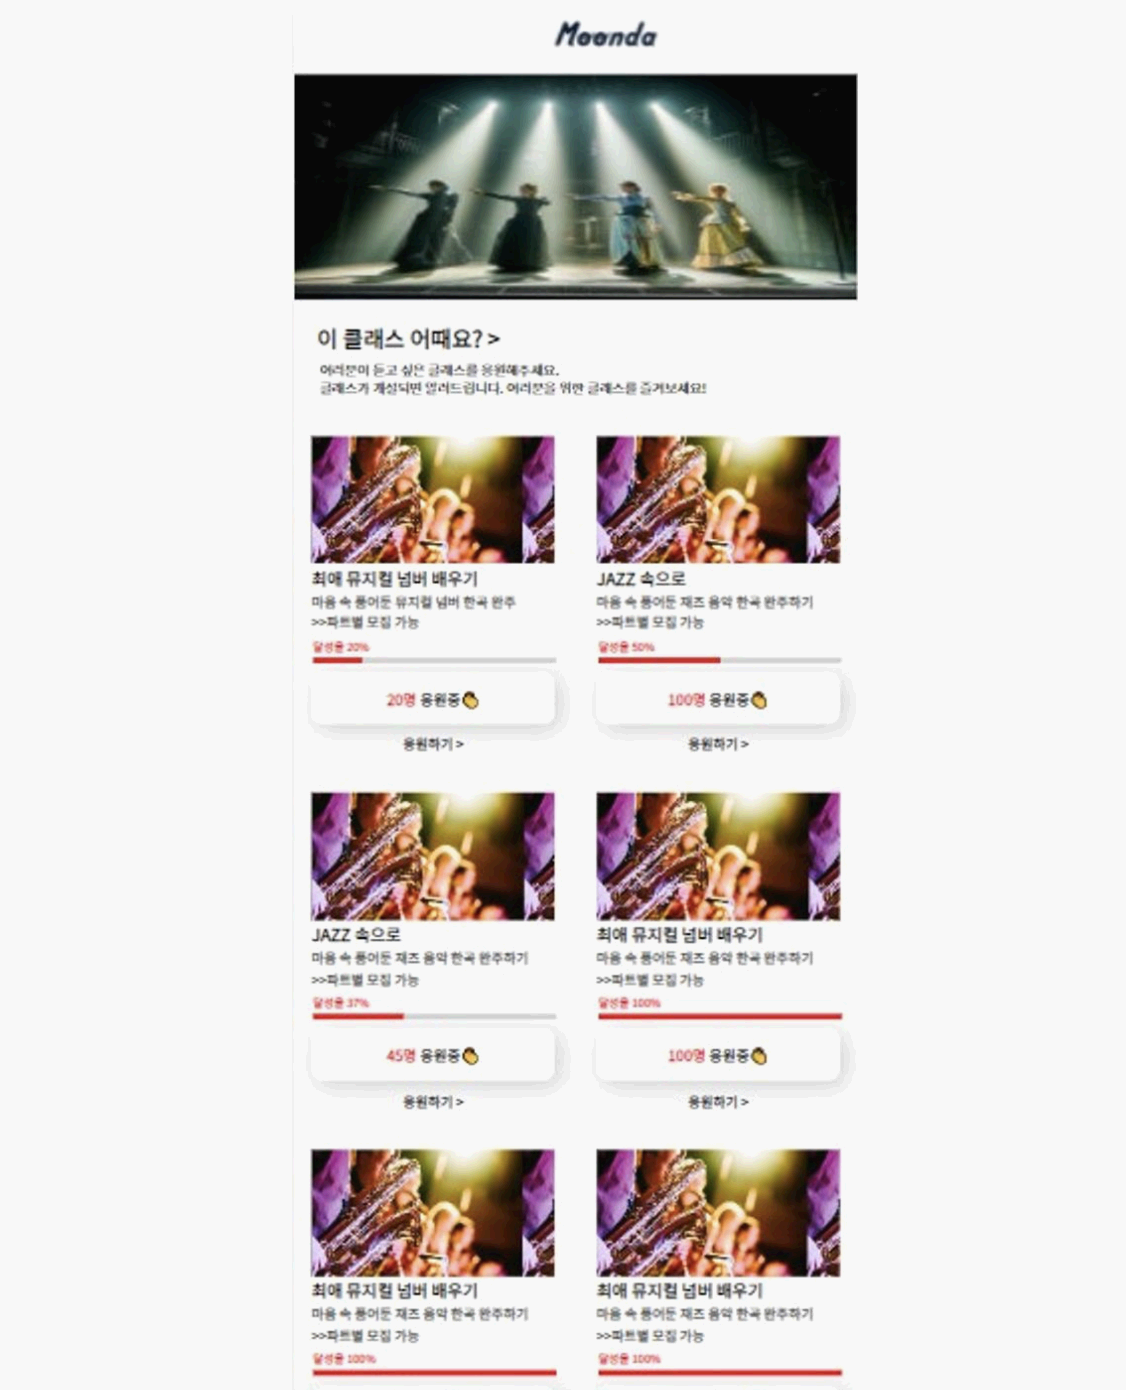 Moonda
이 클래스 어때요? >
여러분이 듣고 싶은 클래스를 응원해주세요.
클래스가 개설되면 알려드립니다. 여러분을 위한 클래스를 즐겨보세요!
최애 뮤지컬 넘버 배우기
마음 속 품어둔 뮤지컬 넘버 한곡 완주
>>파트별 모집 가능
달성율 20%
20명 응원중👏
응원하기 >
JAZZ 속으로
마음 속 품어둔 재즈 음악 한곡 완주하기
>>파트별 모집 가능
달성율 50%
100명 응원중👏
응원하기 >
JAZZ 속으로
마음 속 품어둔 재즈 음악 한곡 완주하기
>>파트별 모집 가능
달성율 37%
45명 응원중👏
응원하기 >
최애 뮤지컬 넘버 배우기
마음 속 품어둔 재즈 음악 한곡 완주하기
>>파트별 모집 가능
달성율 100%
100명 응원중👏
응원하기 >
최애 뮤지컬 넘버 배우기
마음 속 품어둔 재즈 음악 한곡 완주하기
>>파트별 모집 가능
달성율 100%
최애 뮤지컬 넘버 배우기
마음 속 품어둔 재즈 음악 한곡 완주하기
>>파트별 모집 가능
달성율 100%